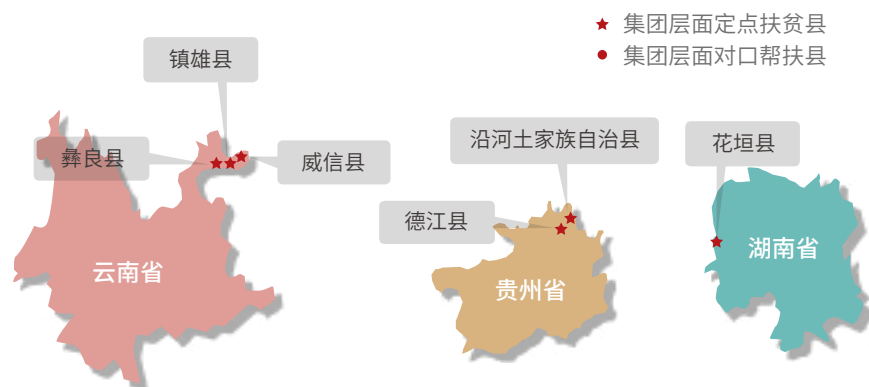 集团层面定点扶贫县
集团层面对口帮扶县
镇雄县
彝良县
威信县
云南省
沿河土家族自治县
德江县
贵州省
花垣县
湖南省